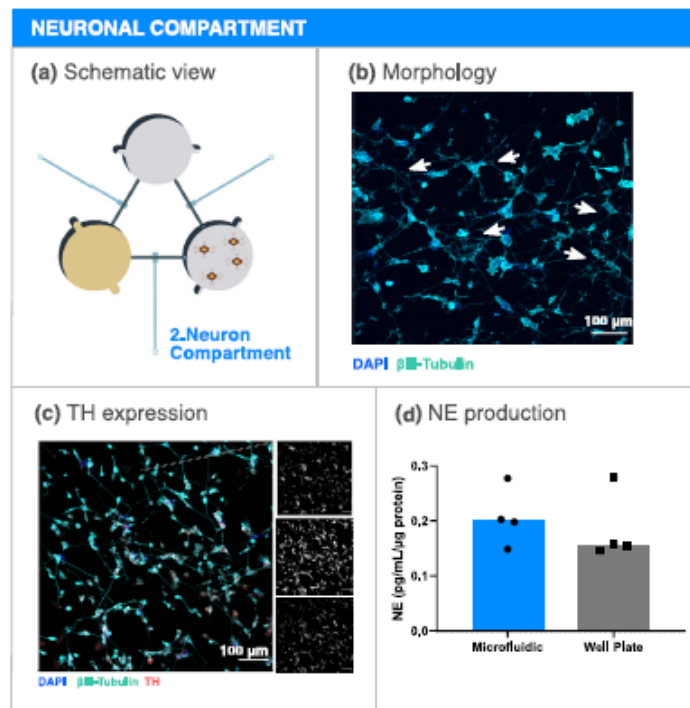 NEURONAL COMPARTMENT
(a) Schematic view
2.Neuron
Compartment
(b) Morphology
100 µm
DAPI βIII-Tubulin
(c) TH expression
100 µm
DAPI βIII-Tubulin TH
(d) NE production
NE (pg/mL/µg protein)
0,3
0,2
0,1
0,0
Microfluidic
Well Plate